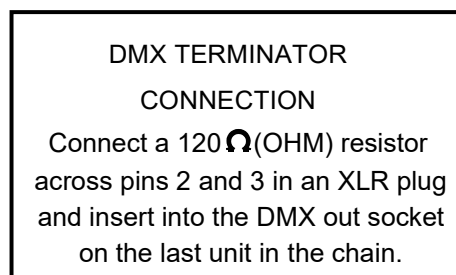 DMX TERMINATOR
CONNECTION
Connect a 120 Ω(OHM) resistor
across pins 2 and 3 in an XLR plug
and insert into the DMX out socket
on the last unit in the chain.